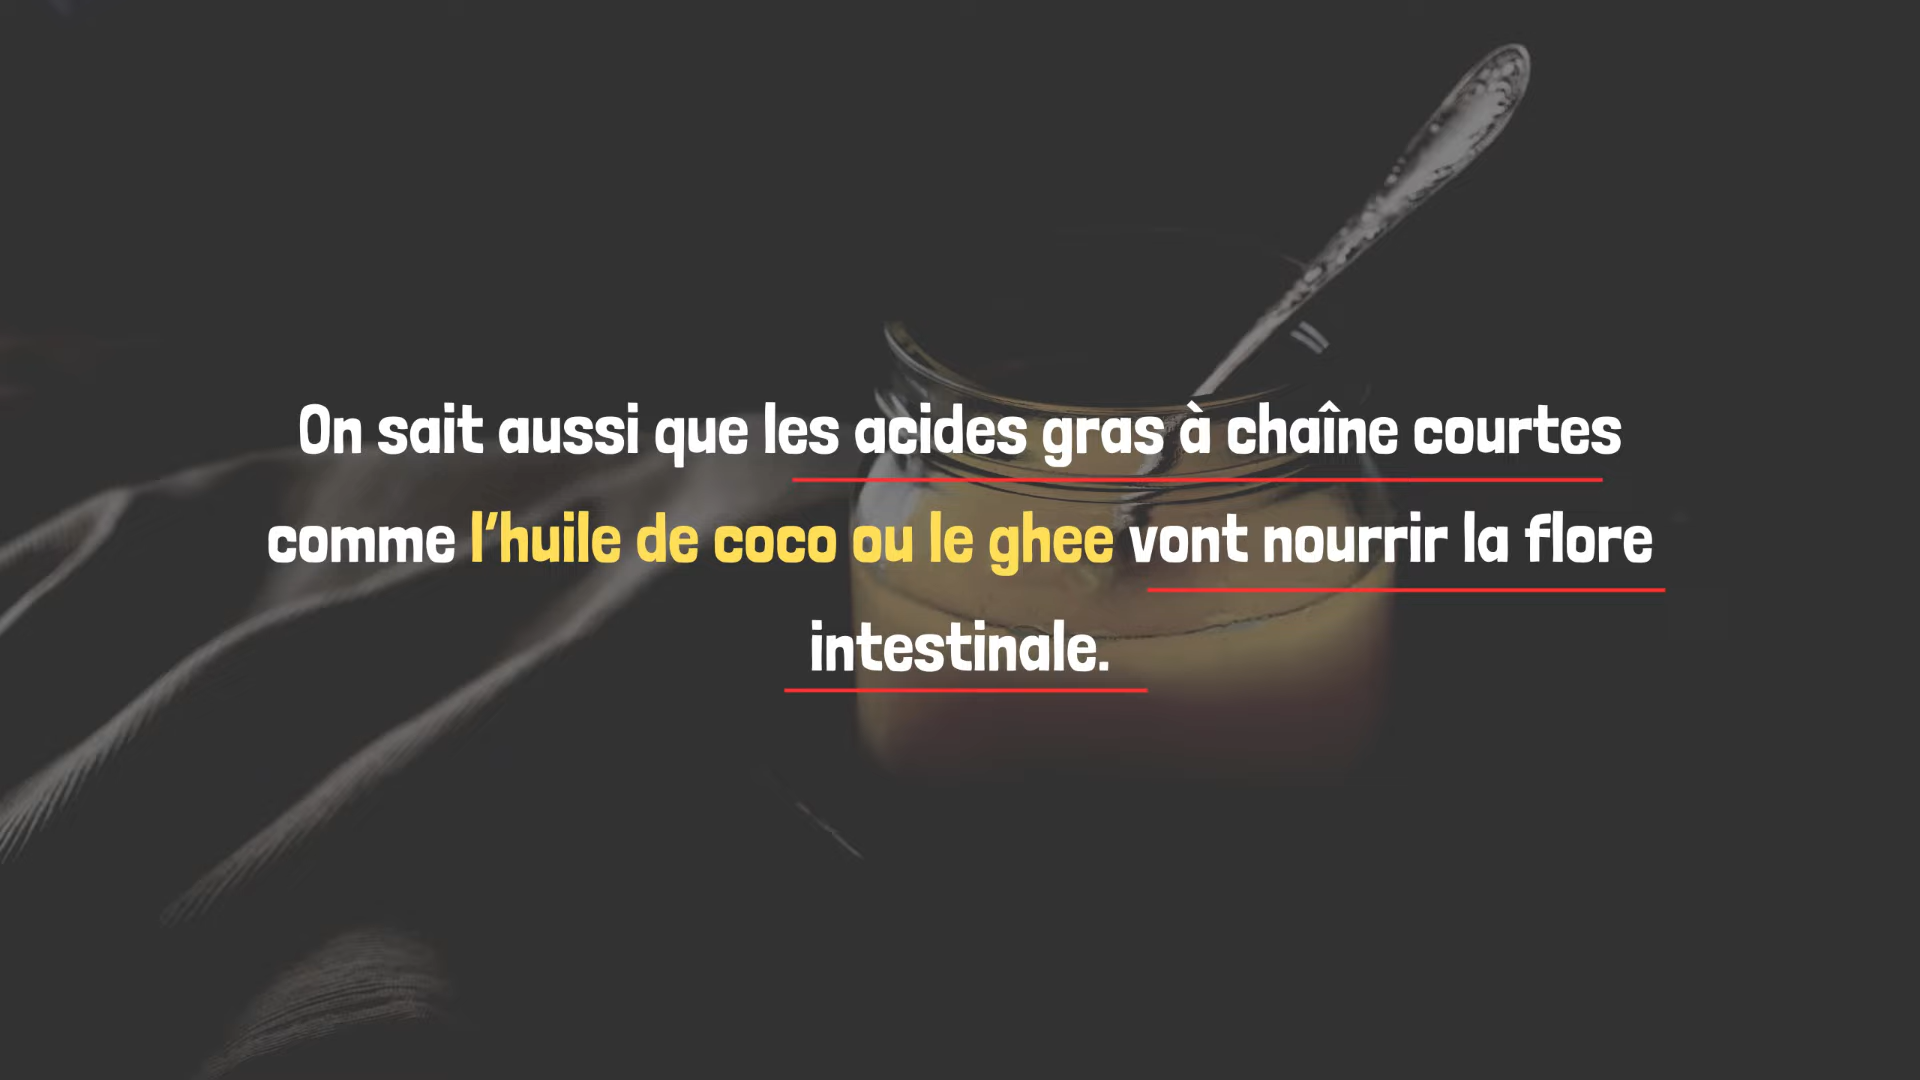 On sait aussi que les acides gras à chaîne courtes
comme l’huile de coco ou le ghee vont nourrir la flore
intestinale.